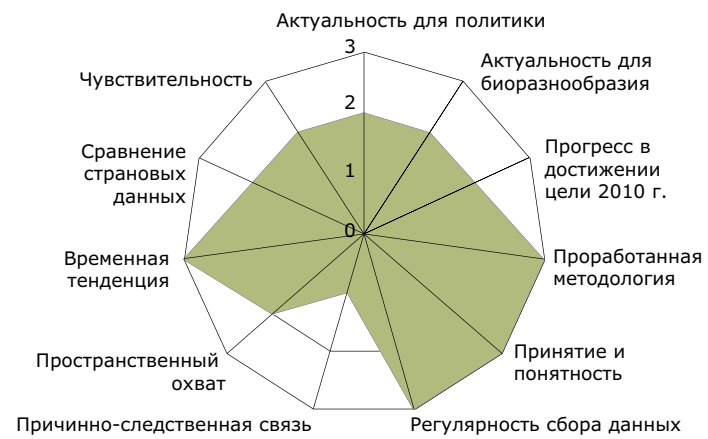 Актуальность для политики
Актуальность для
биоразнообразия
Прогресс в
достижении
цели 2010 г.
Проработанная
методология
Принятие и
понятность
Регулярность сбора данных
Причинно-следственная связь
Пространственный
охват
Временная
тенденция
Сравнение
страновых
данных
Чувствительность
3
2
1
0